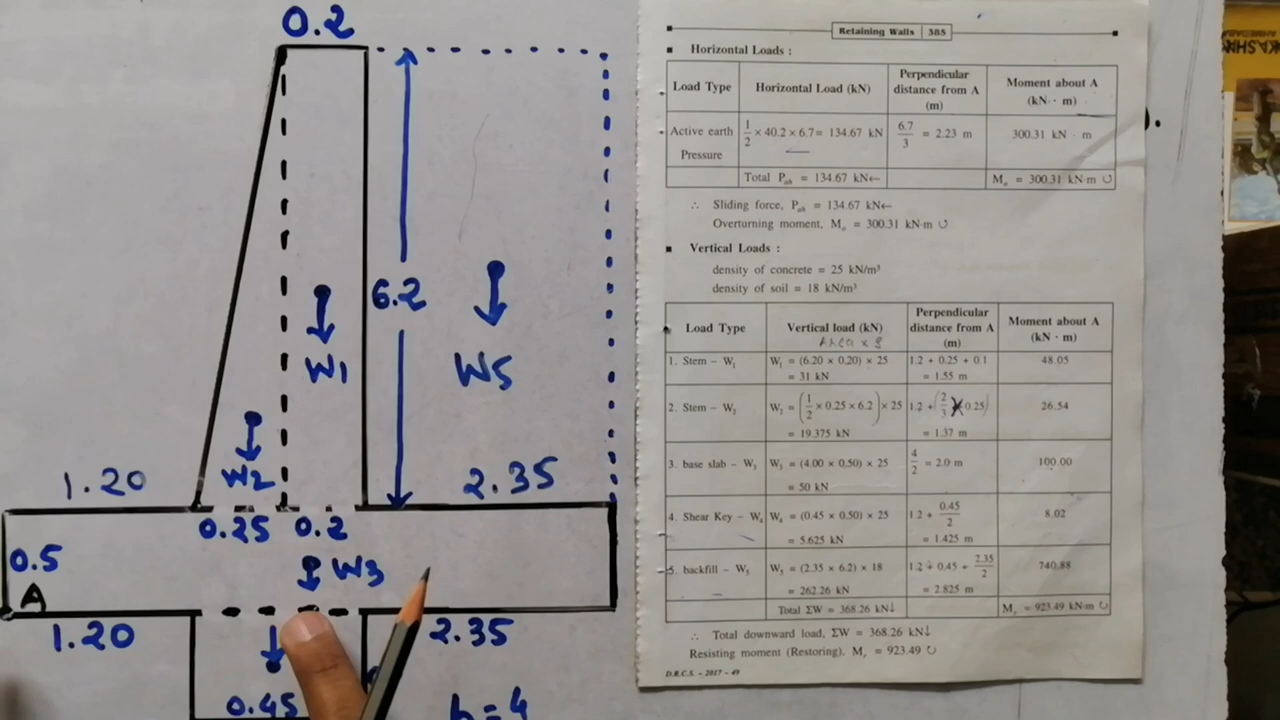 0.2
6.2
W1
W5
W2
1.20
2.35
0.25 0.2
0.5
W3
A
1.20
2.35
0.45
b=4
Retaining Walls 385
Horizontal Loads :
Load Type Horizontal Load (kN) Perpendicular distance from A (m) Moment about A (kN · m)
Active earth Pressure 1/2 × 40.2 × 6.7 = 134.67 kN 6.7/3 = 2.23 m 300.31 kN · m
Total Pah = 134.67 kN← Mo = 300.31 kN·m ↺
∴ Sliding force, Pah = 134.67 kN←
Overturning moment, Mo = 300.31 kN·m ↺
Vertical Loads :
density of concrete = 25 kN/m³
density of soil = 18 kN/m³
Load Type Vertical load (kN) Area × Perpendicular distance from A (m) Moment about A (kN · m)
1. Stem – W1 W1 = (6.20 × 0.20) × 25 1.2 + 0.25 + 0.1 48.05
= 31 kN = 1.55 m
2. Stem – W2 W2 = (1/2 × 0.25 × 6.2) × 25 1.2 + (2/3 × 0.25) 26.54
= 19.375 kN = 1.37 m
3. base slab – W3 W3 = (4.00 × 0.50) × 25 4/2 = 2.0 m 100.00
= 50 kN
4. Shear Key – W4 W4 = (0.45 × 0.50) × 25 1.2 + 0.45/2 8.02
= 5.625 kN = 1.425 m
5. backfill – W5 W5 = (2.35 × 6.2) × 18 1.2 + 0.45 + 2.35/2 740.88
= 262.26 kN = 2.825 m
Total ΣW = 368.26 kN↓ Mr = 923.49 kN·m ↻
∴ Total downward load, ΣW = 368.26 kN↓
Resisting moment (Restoring). Mr = 923.49 ↻
D.R.C.S. – 2017 – 49